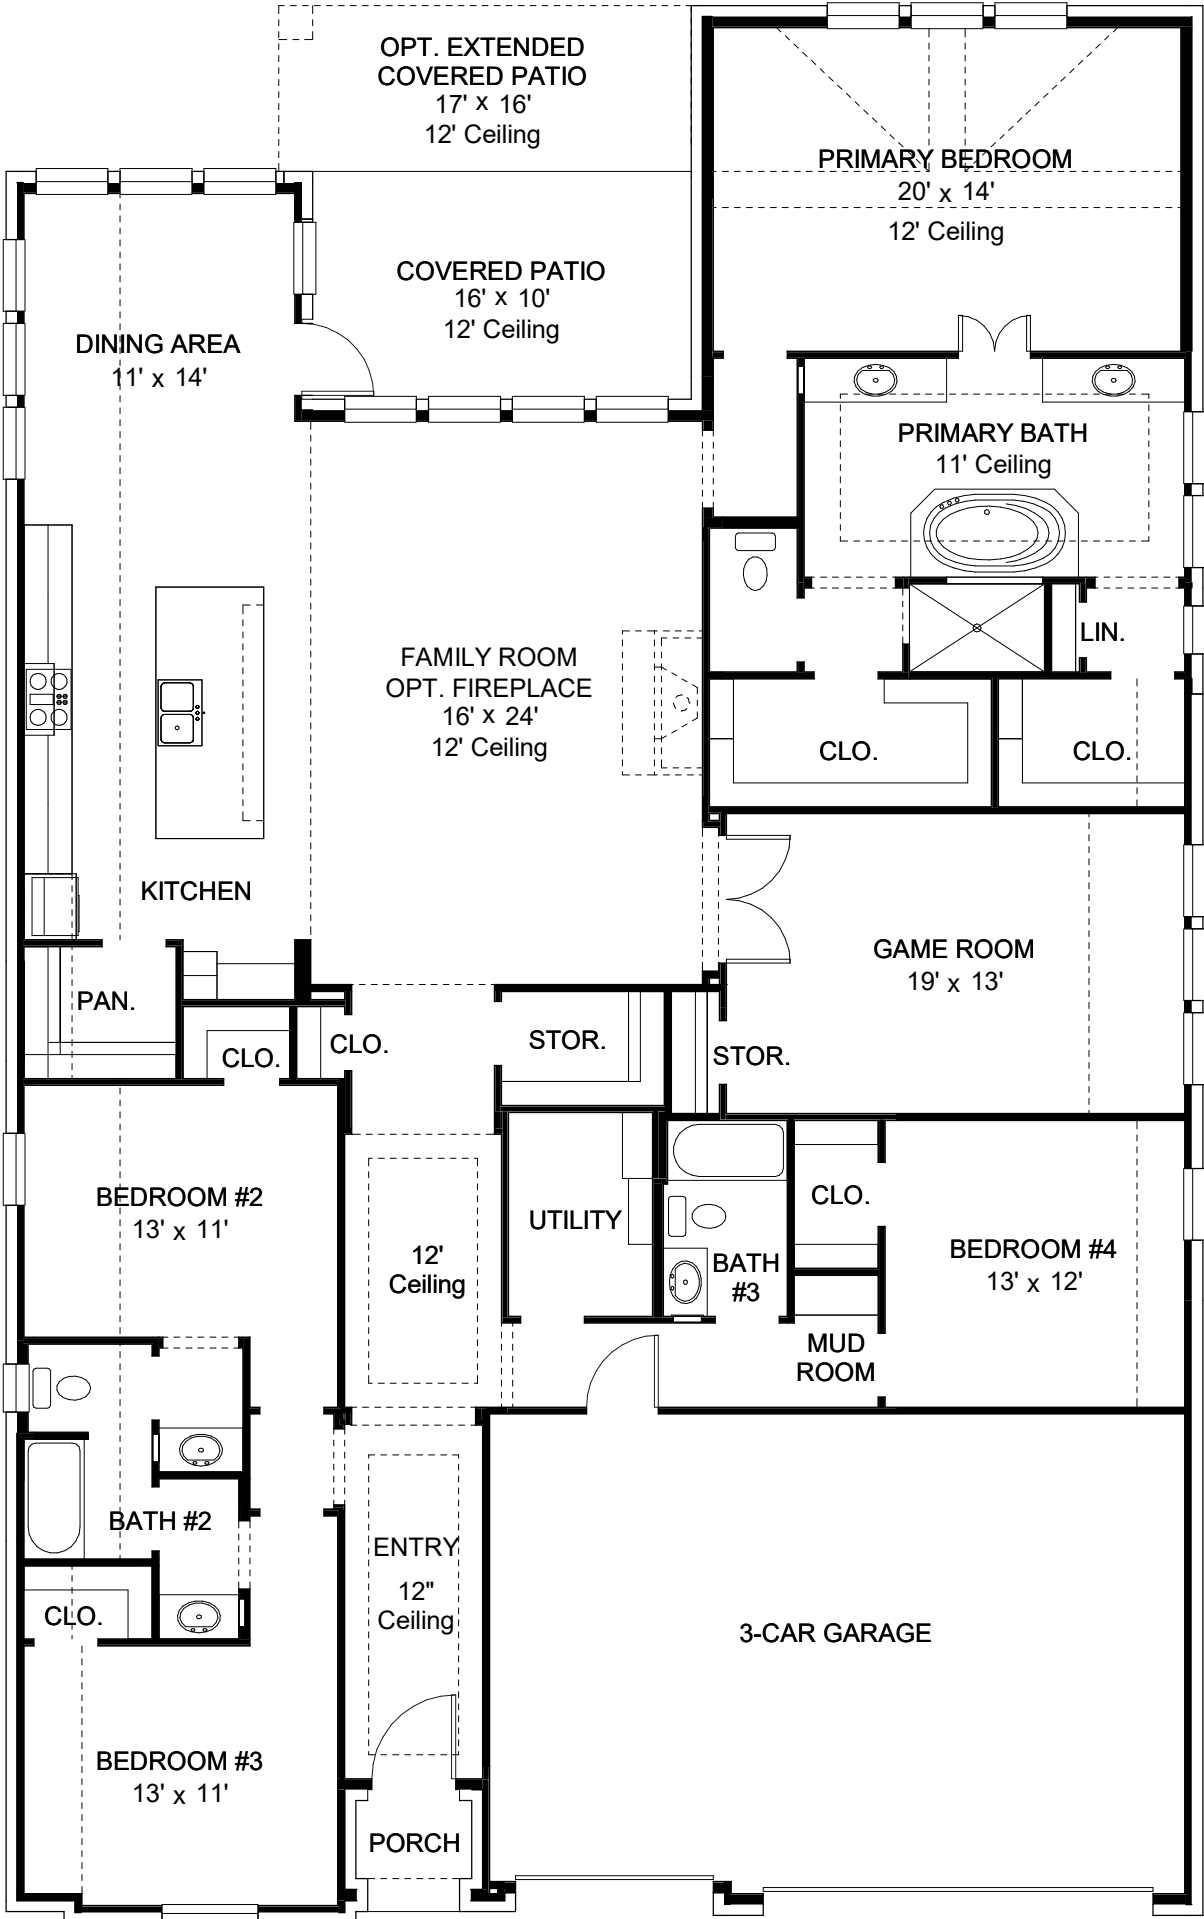 OPT. EXTENDED
COVERED PATIO
17' x 16'
12' Ceiling
PRIMARY BEDROOM
20' x 14'
12' Ceiling
COVERED PATIO
16' x 10'
12' Ceiling
DINING AREA
11' x 14'
PRIMARY BATH
11' Ceiling
LIN.
FAMILY ROOM
OPT. FIREPLACE
16' x 24'
12' Ceiling
CLO.
CLO.
KITCHEN
GAME ROOM
19' x 13'
PAN.
CLO.
CLO.
STOR.
STOR.
BEDROOM #2
13' x 11'
12'
Ceiling
UTILITY
BATH
#3
CLO.
BEDROOM #4
13' x 12'
MUD
ROOM
BATH #2
ENTRY
12"
Ceiling
CLO.
3-CAR GARAGE
BEDROOM #3
13' x 11'
PORCH